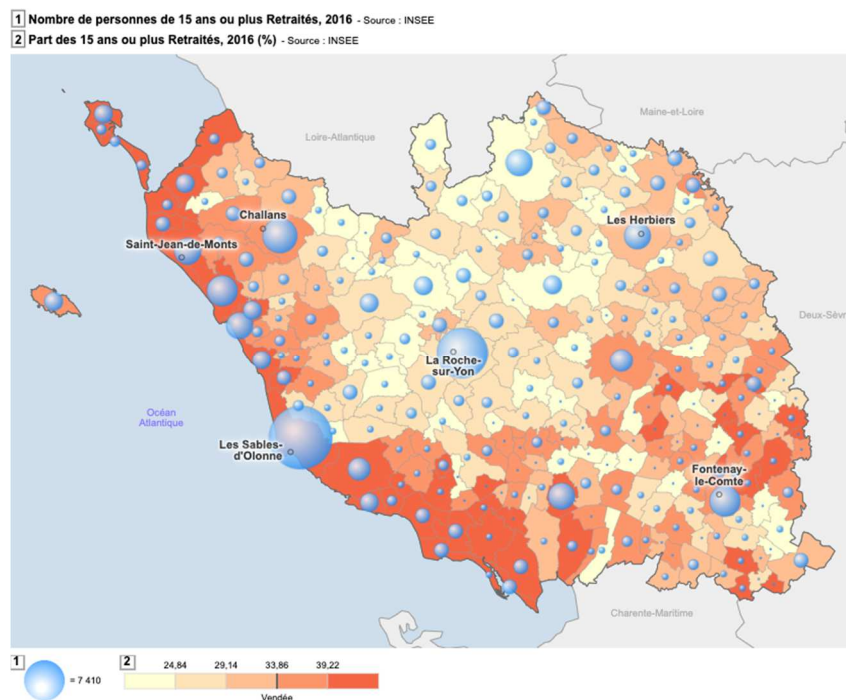 1 Nombre de personnes de 15 ans ou plus Retraités, 2016 - Source : INSEE
2 Part des 15 ans ou plus Retraités, 2016 (%) - Source : INSEE
Maine-et-Loire
Loire-Atlantique
Challans
Les Herbiers
Saint-Jean-de-Monts
Deux-Sèvr
La Roche-
sur-Yon
Océan
Atlantique
Les Sables-
d'Olonne
Fontenay-
le-Comte
Charente-Maritime
1 = 7 410
2 24,84 29,14 33,86 39,22
Vendée